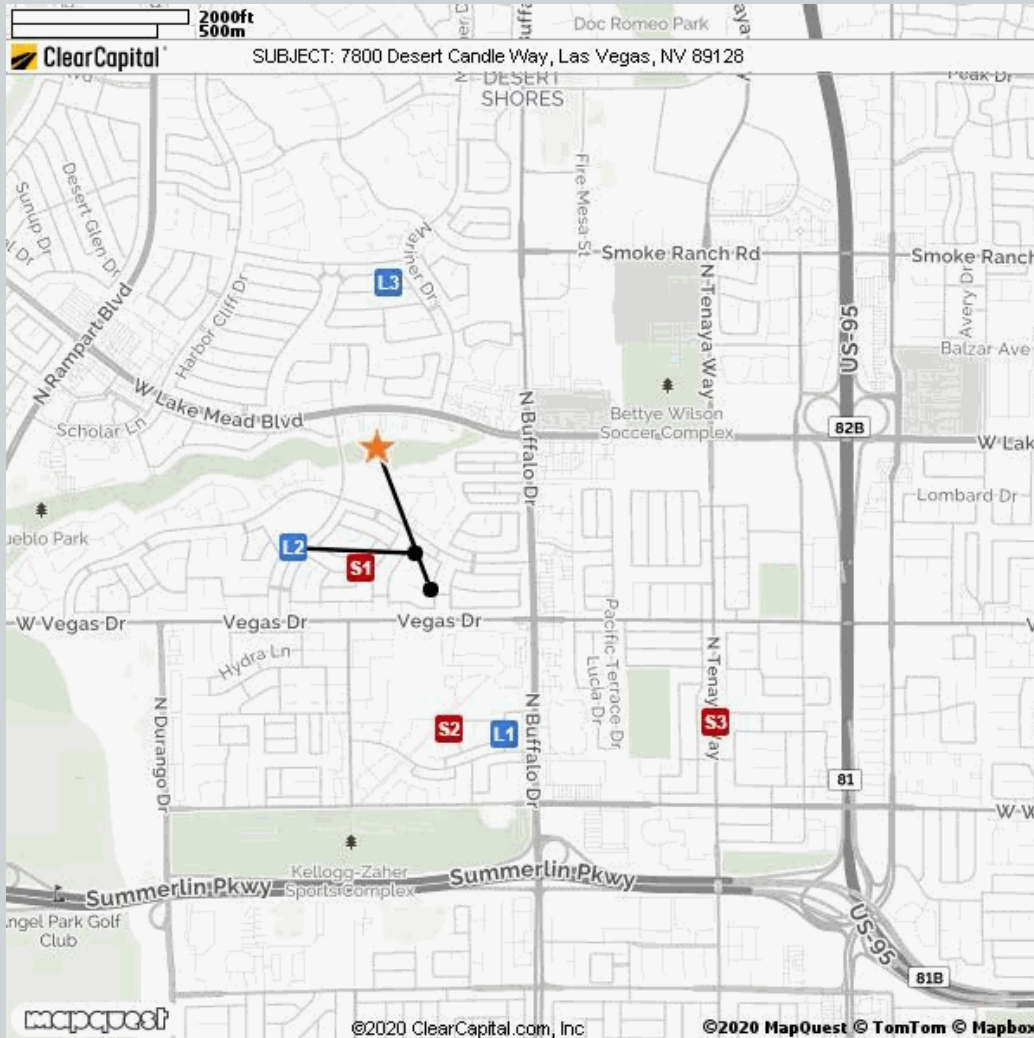 2000ft
500m
Doc Romeo Park
ClearCapital
SUBJECT: 7800 Desert Candle Way, Las Vegas, NV 89128
DESERT
SHORES
Peak Dr
Sunup Dr
Desert Glen Dr
Fire Mesa St
Mariner Dr
Smoke Ranch Rd
Smoke Ranch
L3
N Tenaya Way
Harbor Cliff Dr
N Rampart Blvd
US-95
Avery Dr
Balzar Ave
W Lake Mead Blvd
Scholar Ln
N Buffalo Dr
Bettye Wilson
Soccer Complex
82B
W Lak
Lombard Dr
ueblo Park
L2
S1
W Vegas Dr
Vegas Dr
Vegas Dr
Hydra Ln
Pacific Terrace Dr
Lucia Dr
N Tenaya Way
N Durango Dr
S2
L1
N Buffalo Dr
S3
81
W W
Kellogg-Zaher
Sports Complex
Summerlin Pkwy
Summerlin Pkwy
ngel Park Golf
Club
US-95
81B
mapquest
©2020 ClearCapital.com, Inc
©2020 MapQuest © TomTom © Mapbox